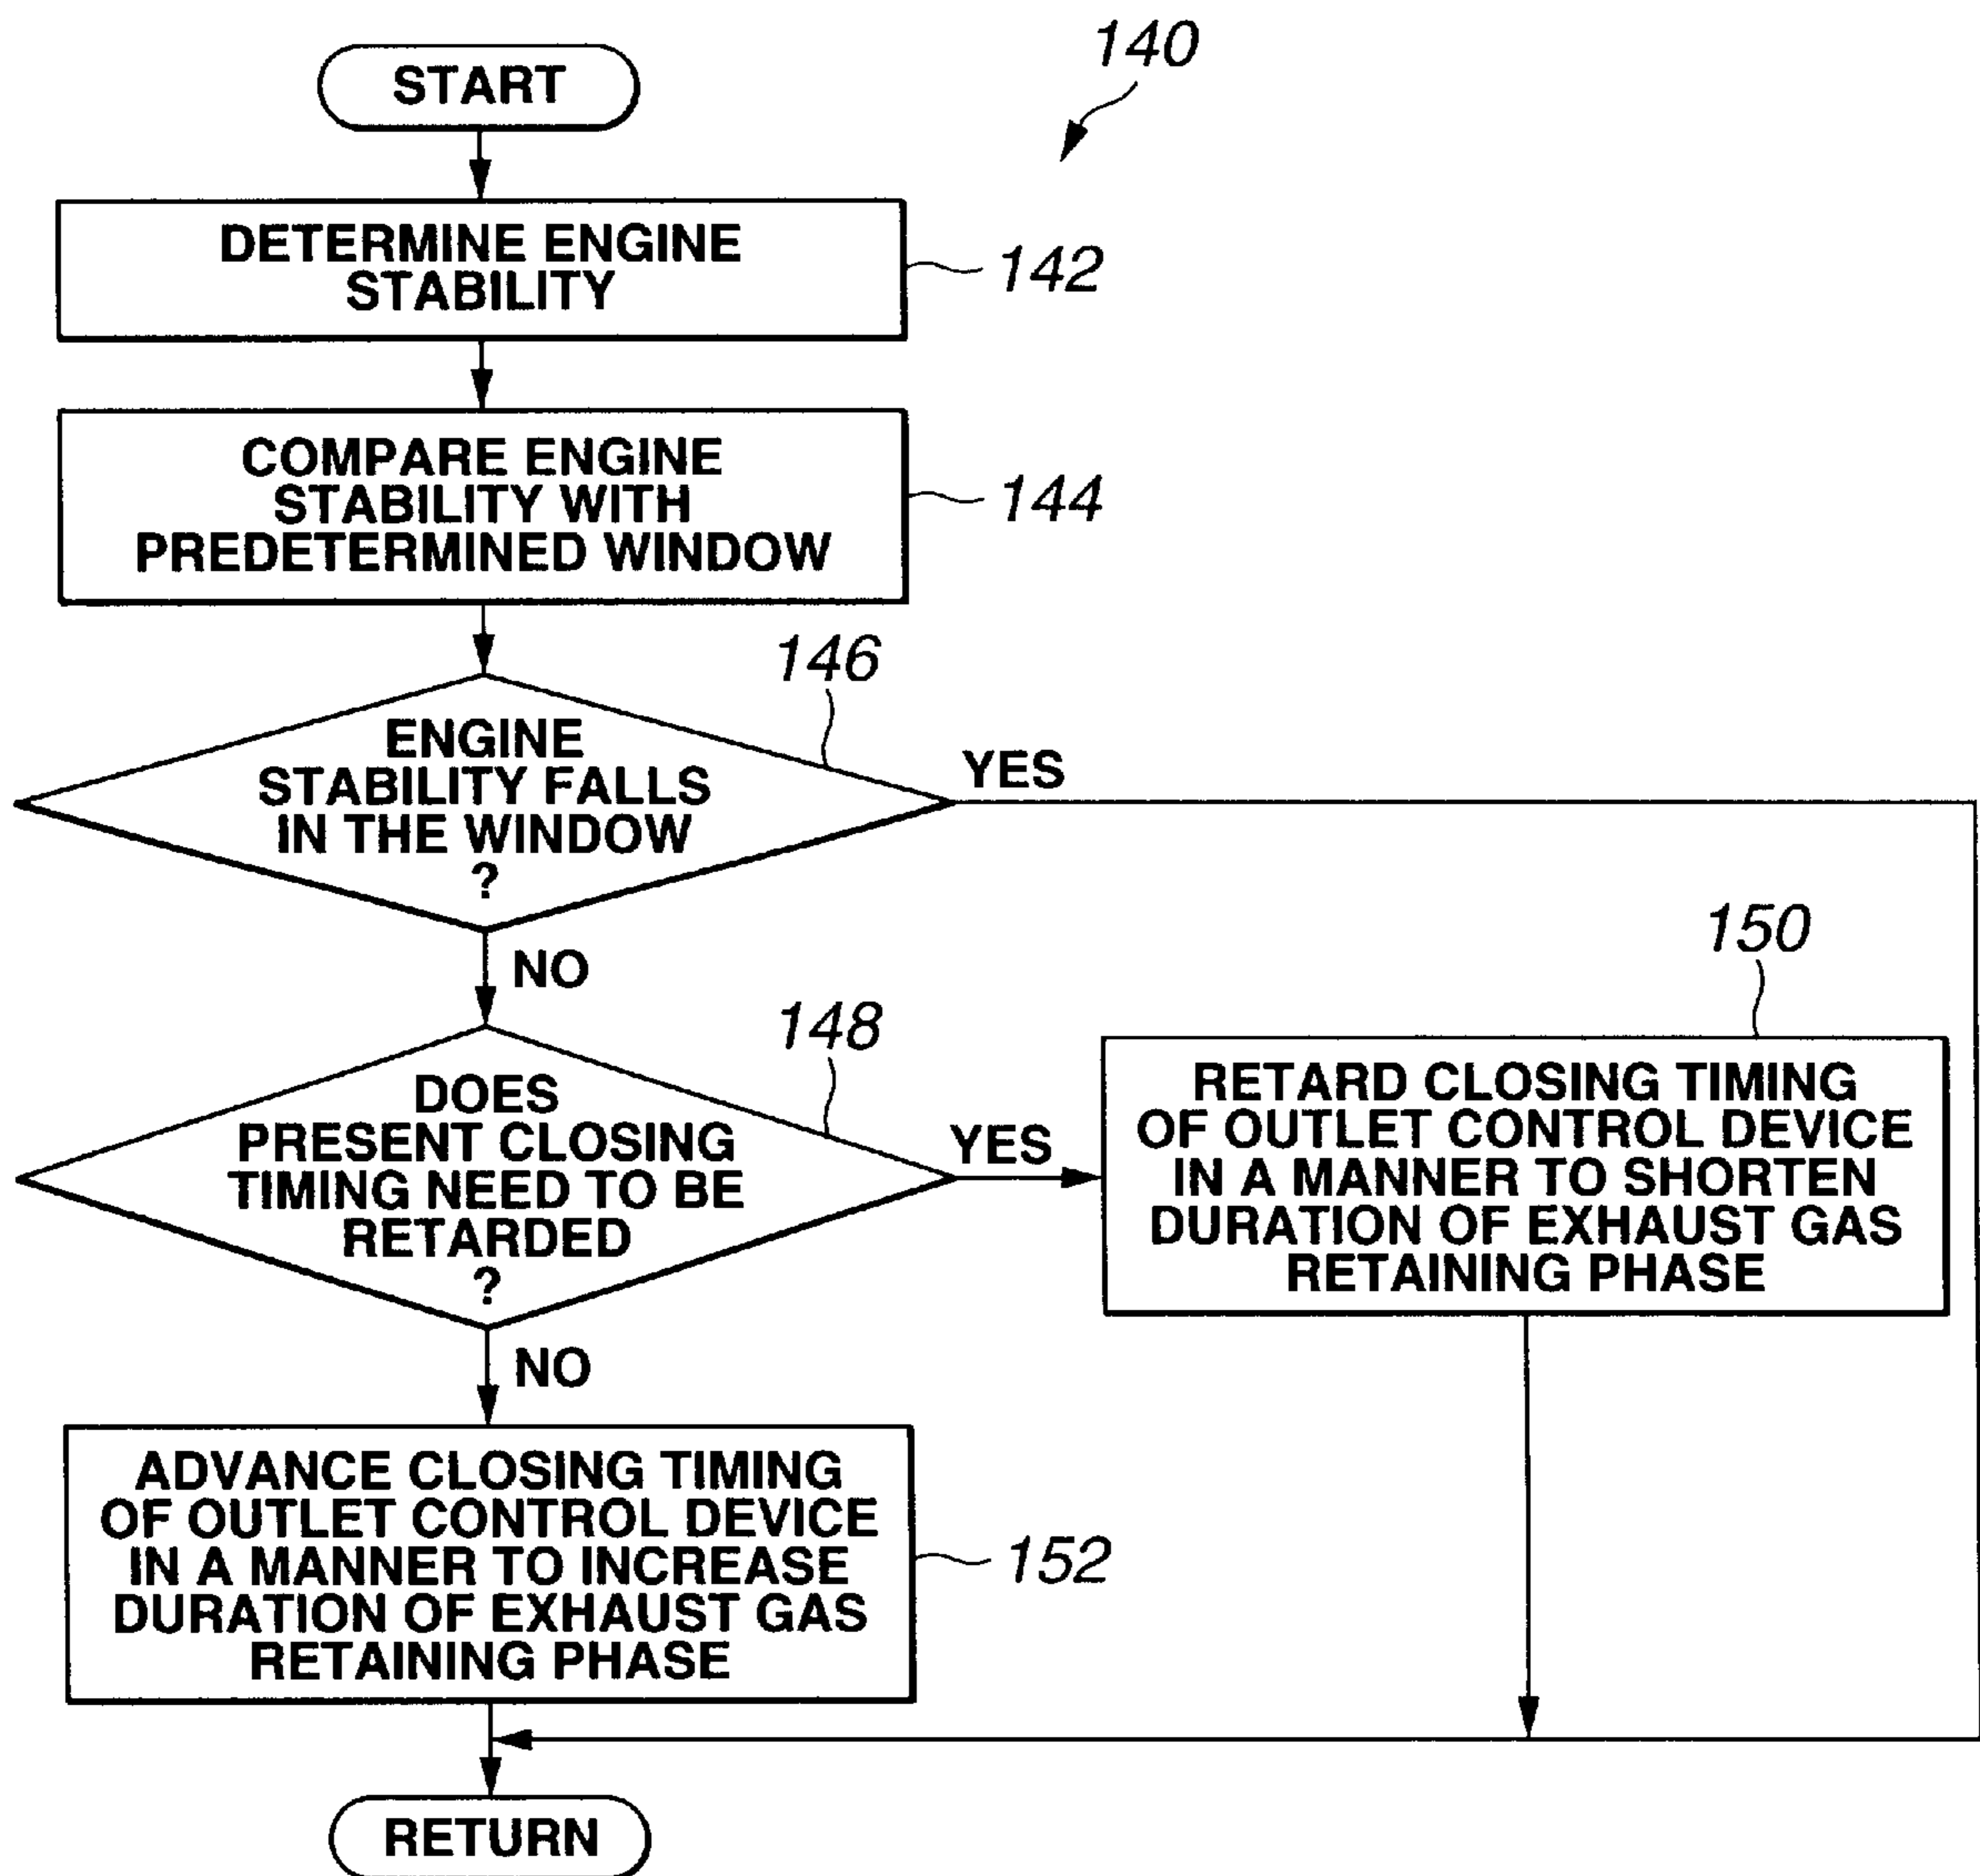 140
START
DETERMINE ENGINE
STABILITY
142
COMPARE ENGINE
STABILITY WITH
PREDETERMINED WINDOW
144
146
ENGINE
STABILITY FALLS
IN THE WINDOW
?
YES
NO
148
DOES
PRESENT CLOSING
TIMING NEED TO BE
RETARDED
?
YES
150
RETARD CLOSING TIMING
OF OUTLET CONTROL DEVICE
IN A MANNER TO SHORTEN
DURATION OF EXHAUST GAS
RETAINING PHASE
NO
ADVANCE CLOSING TIMING
OF OUTLET CONTROL DEVICE
IN A MANNER TO INCREASE
DURATION OF EXHAUST GAS
RETAINING PHASE
152
RETURN